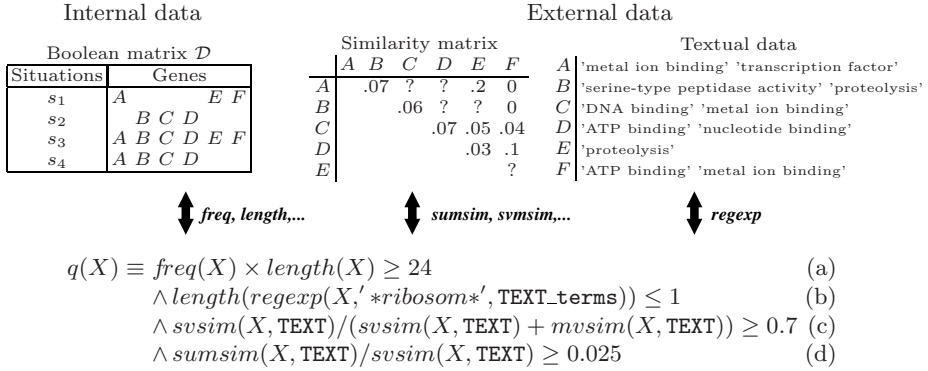 Internal data
External data
Boolean matrix D
Situations Genes
s1 A E F
s2 B C D
s3 A B C D E F
s4 A B C D
Similarity matrix
A B C D E F
A .07 ? ? .2 0
B .06 ? ? 0
C .07 .05 .04
D .03 .1
E ?
Textual data
A 'metal ion binding' 'transcription factor'
B 'serine-type peptidase activity' 'proteolysis'
C 'DNA binding' 'metal ion binding'
D 'ATP binding' 'nucleotide binding'
E 'proteolysis'
F 'ATP binding' 'metal ion binding'
freq, length,...
sumsim, svmsim,...
regexp
q(X) ≡ freq(X) × length(X) ≥ 24 (a)
∧ length(regexp(X,' *ribosom*', TEXT_terms)) ≤ 1 (b)
∧ svsim(X, TEXT)/(svsim(X, TEXT) + mvsim(X, TEXT)) ≥ 0.7 (c)
∧ sumsim(X, TEXT)/svsim(X, TEXT) ≥ 0.025 (d)